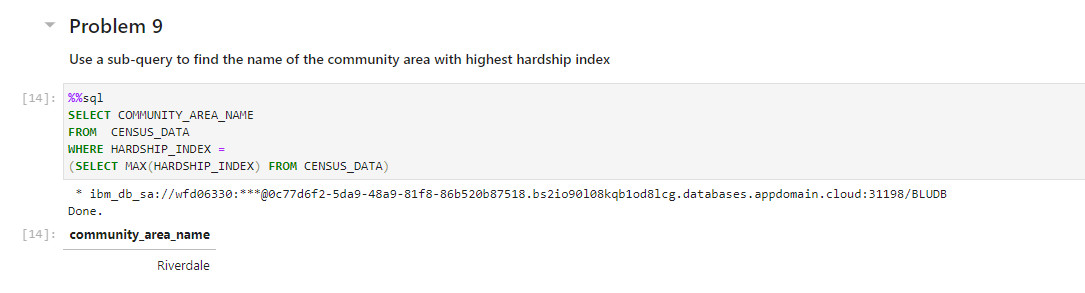 Problem 9
Use a sub-query to find the name of the community area with highest hardship index
[14]: %%sql
SELECT COMMUNITY_AREA_NAME
FROM  CENSUS_DATA
WHERE HARDSHIP_INDEX =
(SELECT MAX(HARDSHIP_INDEX) FROM CENSUS_DATA)
* ibm_db_sa://wfd06330:***@0c77d6f2-5da9-48a9-81f8-86b520b87518.bs2io90l08kqb1od8lcg.databases.appdomain.cloud:31198/BLUDB
Done.
[14]: community_area_name
Riverdale